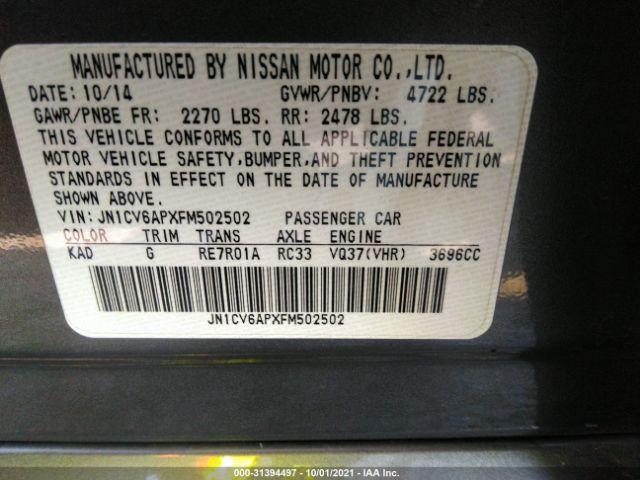 MANUFACTURED BY NISSAN MOTOR CO.,LTD.
DATE: 10/14 GVWR/PNBV: 4722 LBS.
GAWR/PNBE FR: 2270 LBS. RR: 2478 LBS.
THIS VEHICLE CONFORMS TO ALL APPLICABLE FEDERAL
MOTOR VEHICLE SAFETY,BUMPER,AND THEFT PREVENTION
STANDARDS IN EFFECT ON THE DATE OF MANUFACTURE
SHOWN ABOVE.
VIN: JN1CV6APXFM502502 PASSENGER CAR
COLOR TRIM TRANS AXLE ENGINE
KAD G RE7R01A RC33 VQ37(VHR) 3696CC
JN1CV6APXFM502502
000-31394497 - 10/01/2021 - IAA Inc.